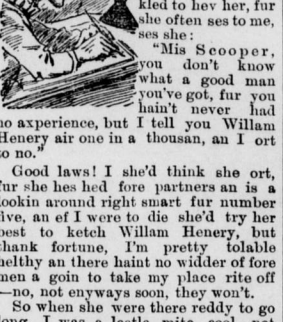 kled to hev her, fur
she often ses to me,
ses she:
"Mis Scooper,
you don't know
what a good man
you've got, fur you
hain't never had
no axperience, but I tell you Willam
Henery air one in a thousan, an I ort
to no."
Good laws! I she'd think she ort,
fur she hes hed fore partners an is a
lookin around right smart fur number
five, an ef I were to die she'd try her
best to ketch Willam Henery, but
thank fortune, I'm pretty tolable
helthy an there haint no widder of fore
men a goin to take my place rite off
—no, not enyways soon, they won't.
So when she were there reddy to go
long, I was a leetle mite